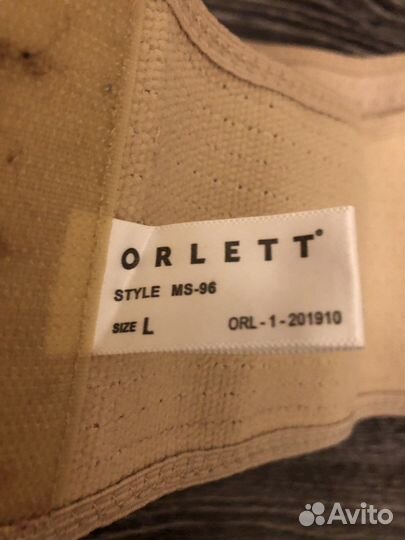 ORLETT®
STYLE MS-96
SIZE L ORL-1-201910
Avito